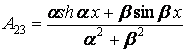 A₂₃ = (αsh αx + β sin βx) / (α² + β²)